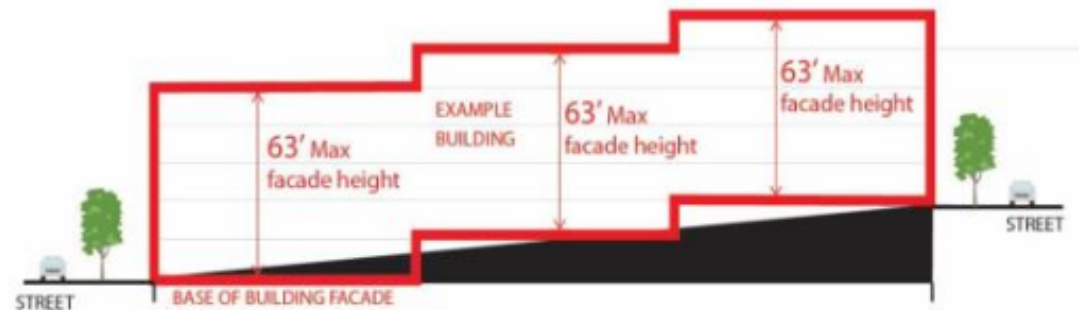 63' Max
facade height
EXAMPLE
BUILDING
63' Max
facade height
63' Max
facade height
STREET
BASE OF BUILDING FACADE
STREET